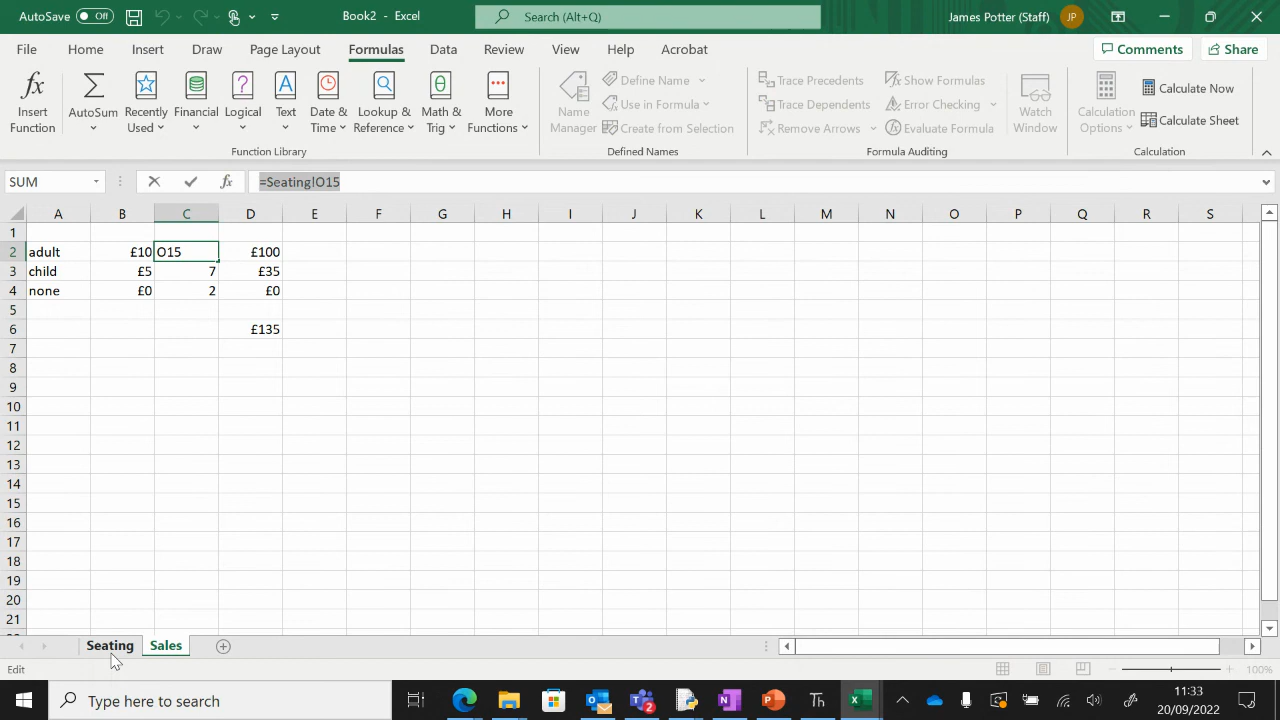 AutoSave Off Book2 - Excel Search (Alt+Q) James Potter (Staff) JP
File Home Insert Draw Page Layout Formulas Data Review View Help Acrobat Comments Share
Insert Function
AutoSum
Recently Used
Financial
Logical
Text
Date & Time
Lookup & Reference
Math & Trig
More Functions
Function Library
Name Manager
Define Name
Use in Formula
Create from Selection
Defined Names
Trace Precedents
Trace Dependents
Remove Arrows
Show Formulas
Error Checking
Evaluate Formula
Formula Auditing
Watch Window
Calculation Options
Calculate Now
Calculate Sheet
Calculation
SUM fx =Seating!O15
A B C D E F G H I J K L M N O P Q R S
1
2 adult £10 O15 £100
3 child £5 7 £35
4 none £0 2 £0
5
6 £135
7
8
9
10
11
12
13
14
15
16
17
18
19
20
21
Seating Sales
Edit 100%
Type here to search
11:33
20/09/2022